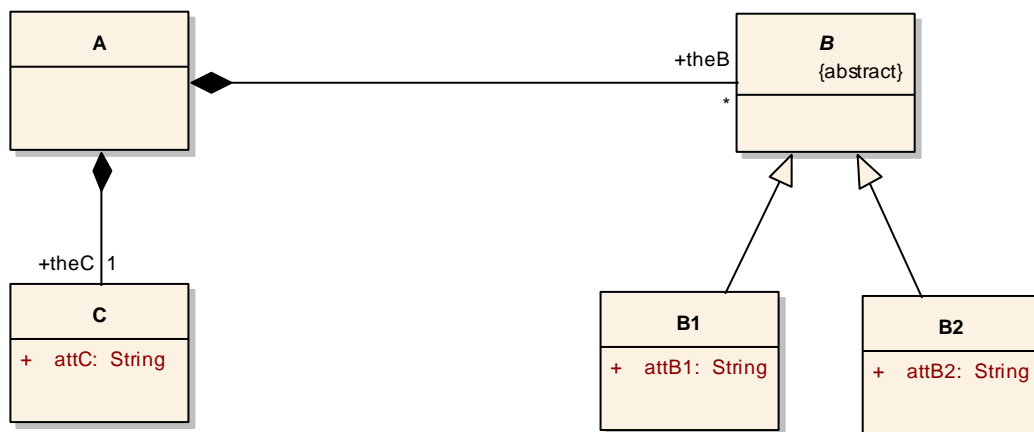 A
B
{abstract}
+theB
*
+theC 1
C
+ attC: String
B1
+ attB1: String
B2
+ attB2: String